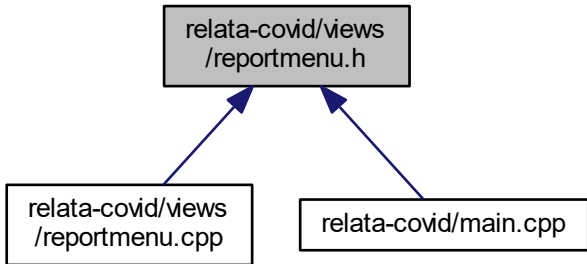 relata-covid/views
/reportmenu.h
relata-covid/views
/reportmenu.cpp
relata-covid/main.cpp